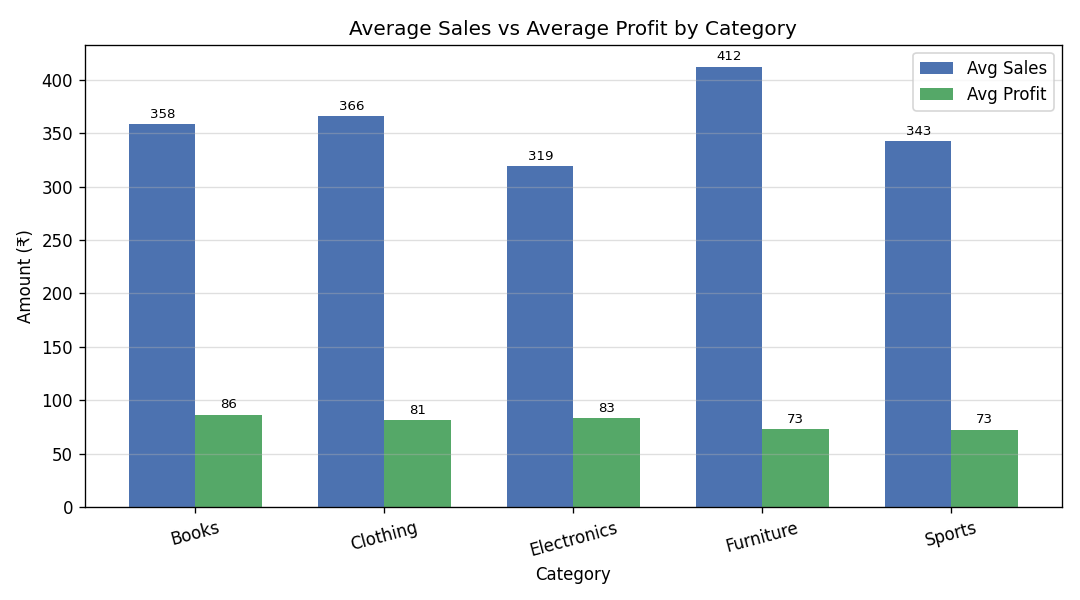 Average Sales vs Average Profit by Category
Avg Sales
Avg Profit
Amount (₹)
400
350
300
250
200
150
100
50
0
358
86
366
81
319
83
412
73
343
73
Books
Clothing
Electronics
Furniture
Sports
Category